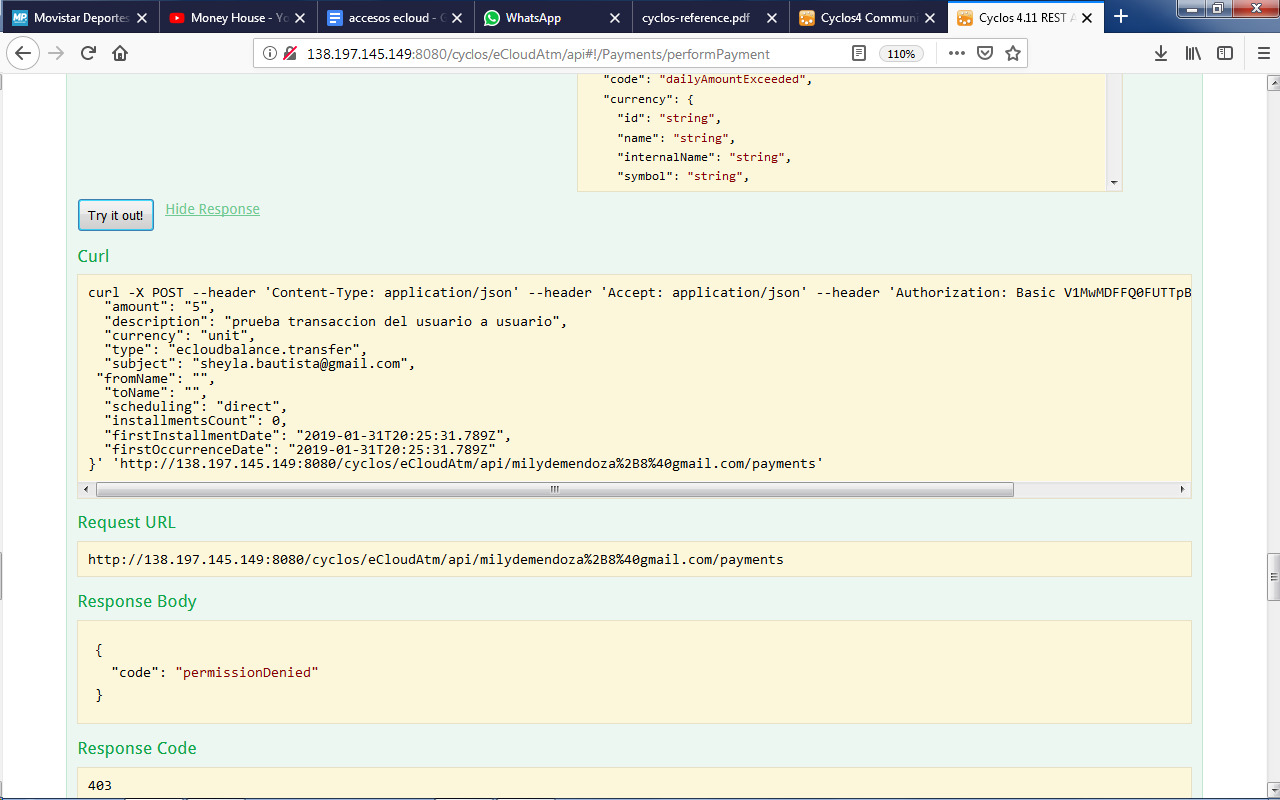 Movistar Deportes
Money House - Yo
accesos ecloud - G
WhatsApp
cyclos-reference.pdf
Cyclos4 Communi
Cyclos 4.11 REST A
138.197.145.149:8080/cyclos/eCloudAtm/api#!/Payments/performPayment
110%
"code": "dailyAmountExceeded",
"currency": {
"id": "string",
"name": "string",
"internalName": "string",
"symbol": "string",
Try it out!
Hide Response
Curl
curl -X POST --header 'Content-Type: application/json' --header 'Accept: application/json' --header 'Authorization: Basic V1MwMDFFQ0FUTTpB
"amount": "5",
"description": "prueba transaccion del usuario a usuario",
"currency": "unit",
"type": "ecloudbalance.transfer",
"subject": "sheyla.bautista@gmail.com",
"fromName": "",
"toName": "",
"scheduling": "direct",
"installmentsCount": 0,
"firstInstallmentDate": "2019-01-31T20:25:31.789Z",
"firstOccurrenceDate": "2019-01-31T20:25:31.789Z"
}' 'http://138.197.145.149:8080/cyclos/eCloudAtm/api/milydemendoza%2B8%40gmail.com/payments'
Request URL
http://138.197.145.149:8080/cyclos/eCloudAtm/api/milydemendoza%2B8%40gmail.com/payments
Response Body
{
"code": "permissionDenied"
}
Response Code
403